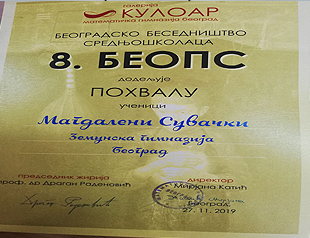 галерија
КУЛОАР
математичка гимназија београд
БЕОГРАДСКО БЕСЕДНИШТВО
СРЕДЊОШКОЛАЦА
8. БЕОПС
додељује
ПОХВАЛУ
ученици
Магдалени Сувачки
Земунска гимназија
Београд
председник жирија
проф. др Драган Раденовић
директор
Мирјана Катић
Београд,
27. 11. 2019